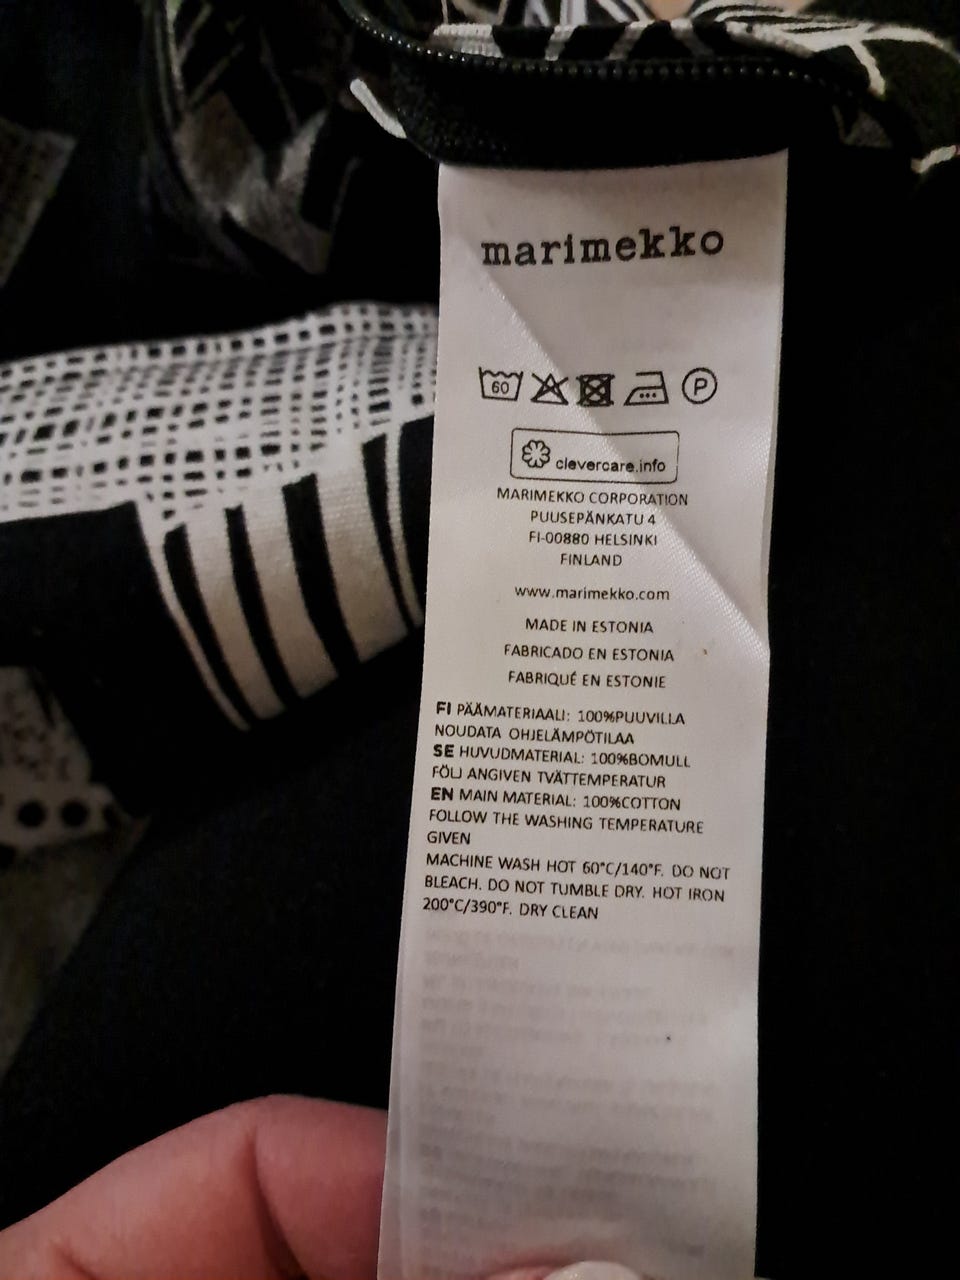 marimekko
60
P
clevercare.info
MARIMEKKO CORPORATION
PUUSEPÄNKATU 4
FI-00880 HELSINKI
FINLAND
www.marimekko.com
MADE IN ESTONIA
FABRICADO EN ESTONIA
FABRIQUÉ EN ESTONIE
FI PÄÄMATERIAALI: 100%PUUVILLA
NOUDATA OHJELÄMPÖTILAA
SE HUVUDMATERIAL: 100%BOMULL
FÖLJ ANGIVEN TVÄTTEMPERATUR
EN MAIN MATERIAL: 100%COTTON
FOLLOW THE WASHING TEMPERATURE
GIVEN
MACHINE WASH HOT 60°C/140°F. DO NOT
BLEACH. DO NOT TUMBLE DRY. HOT IRON
200°C/390°F. DRY CLEAN